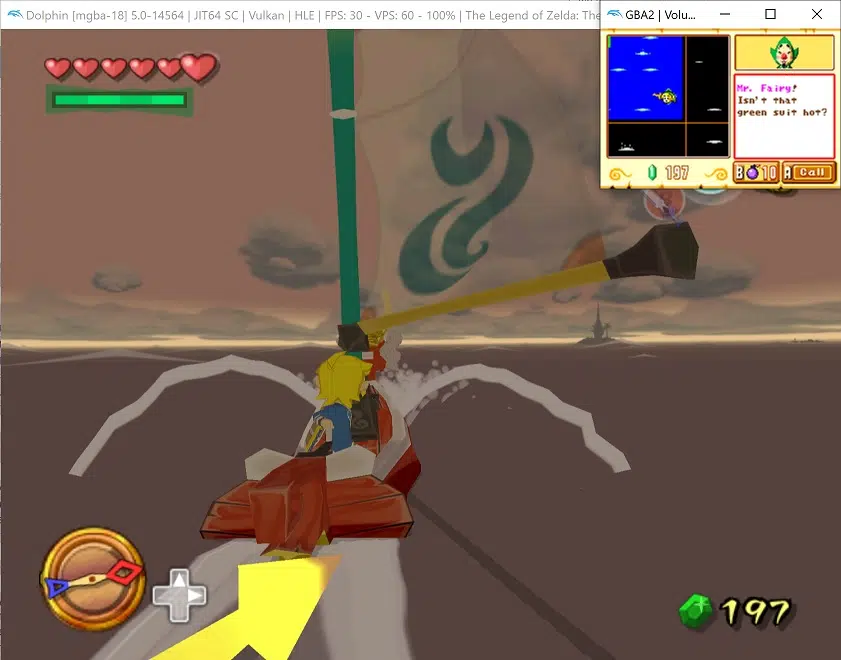 Dolphin [mgba-18] 5.0-14564 | JIT64 SC | Vulkan | HLE | FPS: 30 - VPS: 60 - 100% | The Legend of Zelda: The
GBA2 | Volu...
Mr. Fairy!
Isn't that
green suit hot?
197
B 10 A Call
197